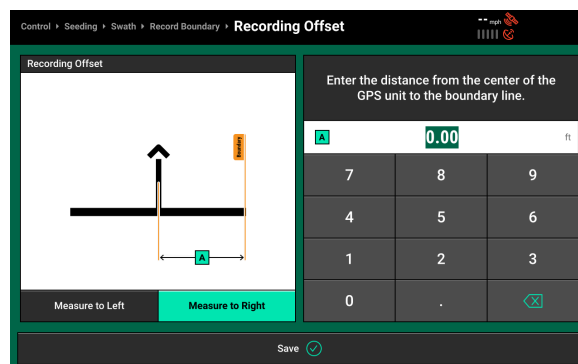 Control › Seeding › Swath › Record Boundary › Recording Offset
-- mph
Recording Offset
Boundary
A
Measure to Left
Measure to Right
Enter the distance from the center of the
GPS unit to the boundary line.
A 0.00 ft
7 8 9
4 5 6
1 2 3
0 .
Save